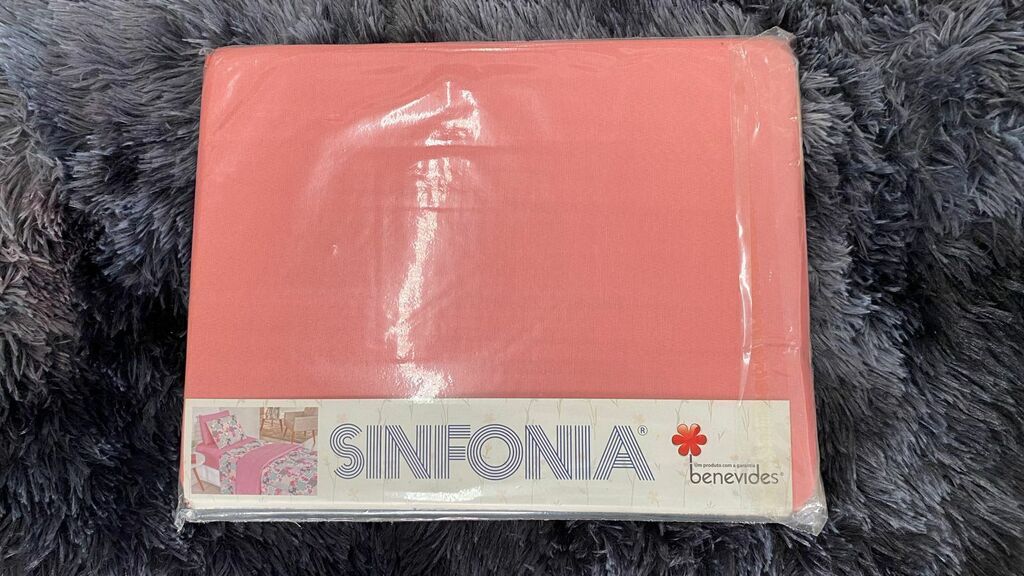 SINFONIA®
Um produto com a garantia
benevides®